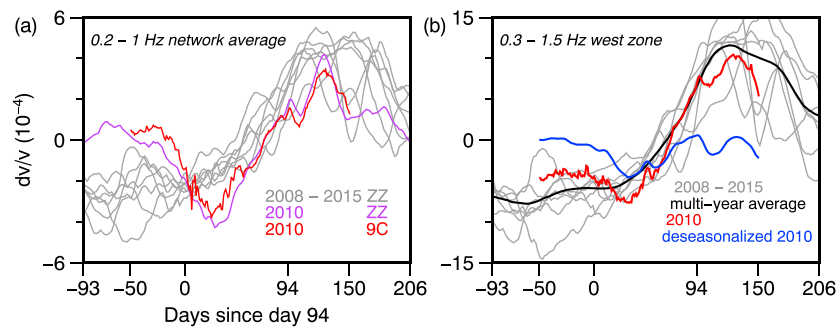 (a)
0.2 – 1 Hz network average
6
0
−6
dv/v (10⁻⁴)
2008 – 2015 ZZ
2010 ZZ
2010 9C
−93 −50 0 94 150 206
Days since day 94
(b)
0.3 – 1.5 Hz west zone
15
0
−15
2008 – 2015
multi-year average
2010
deseasonalized 2010
−93 −50 0 94 150 206